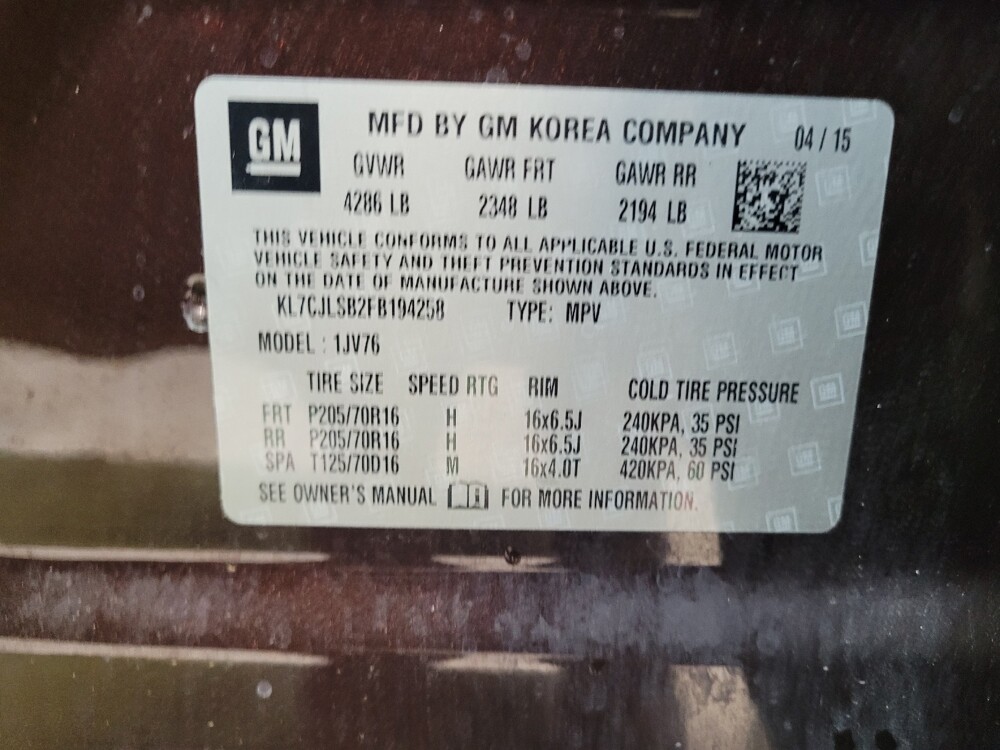 GM
MFD BY GM KOREA COMPANY 04 / 15
GVWR GAWR FRT GAWR RR
4286 LB 2348 LB 2194 LB
THIS VEHICLE CONFORMS TO ALL APPLICABLE U.S. FEDERAL MOTOR
VEHICLE SAFETY AND THEFT PREVENTION STANDARDS IN EFFECT
ON THE DATE OF MANUFACTURE SHOWN ABOVE.
KL7CJLSB2FB194258 TYPE: MPV
MODEL : 1JV76
TIRE SIZE SPEED RTG RIM COLD TIRE PRESSURE
FRT P205/70R16 H 16x6.5J 240KPA, 35 PSI
RR P205/70R16 H 16x6.5J 240KPA, 35 PSI
SPA T125/70D16 M 16x4.0T 420KPA, 60 PSI
SEE OWNER'S MANUAL FOR MORE INFORMATION.